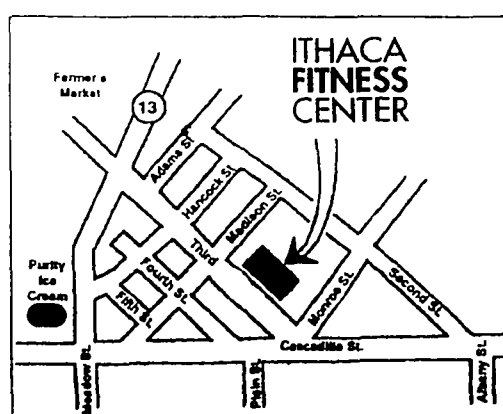 ITHACA
FITNESS
CENTER
Farmer's
Market
13
Adams St.
Hancock St.
Madison St.
Third
Fourth St.
Fifth St.
Purity
Ice
Cream
Monroe St.
Second St.
Cascadilla St.
Meadow St.
Plain St.
Albany St.